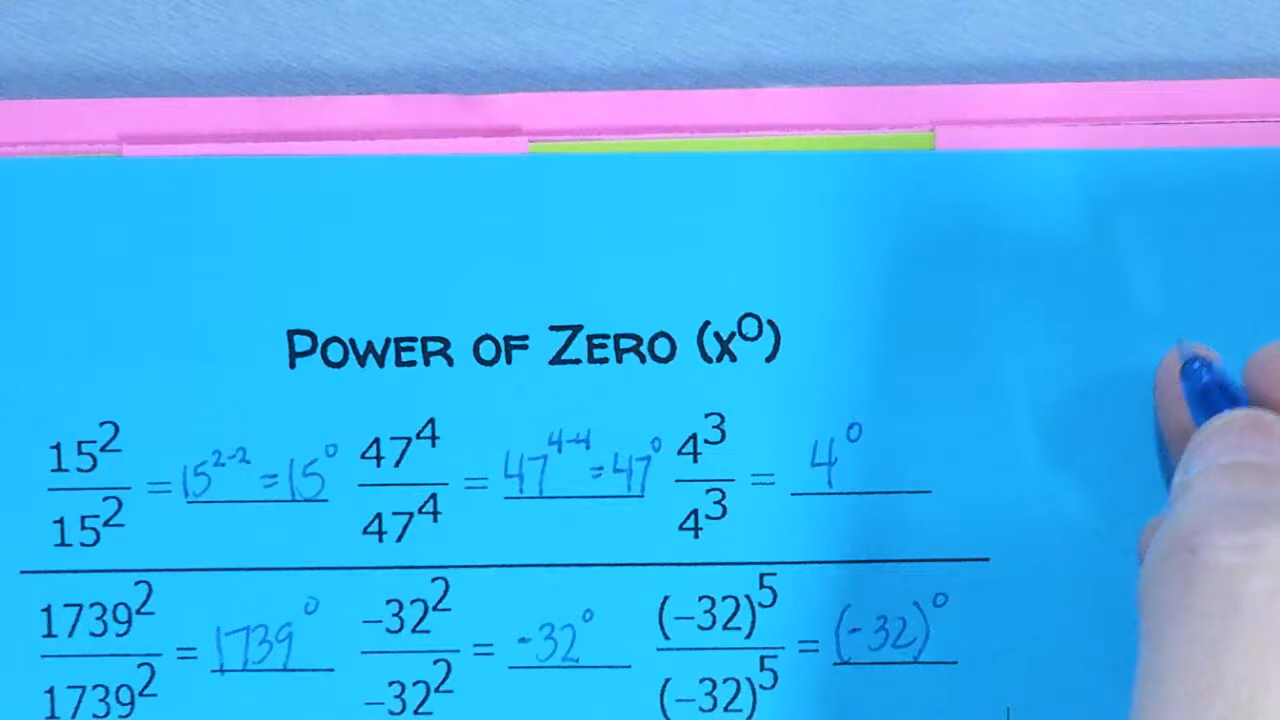 POWER OF ZERO (x⁰)
15²/15² = 15²⁻² = 15⁰ 47⁴/47⁴ = 47⁴⁻⁴ = 47⁰ 4³/4³ = 4⁰
1739²/1739² = 1739⁰ -32²/-32² = -32⁰ (-32)⁵/(-32)⁵ = (-32)⁰